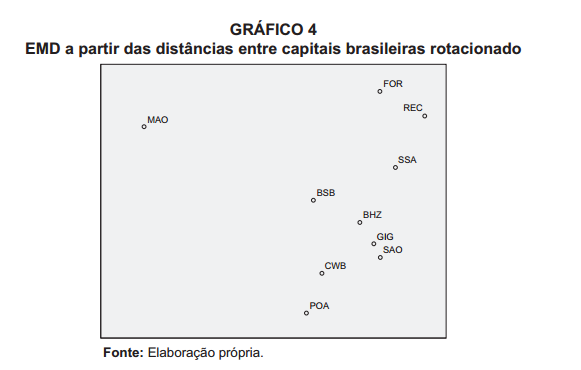 GRÁFICO 4
EMD a partir das distâncias entre capitais brasileiras rotacionado
FOR
REC
MAO
SSA
BSB
BHZ
GIG
SAO
CWB
POA
Fonte: Elaboração própria.